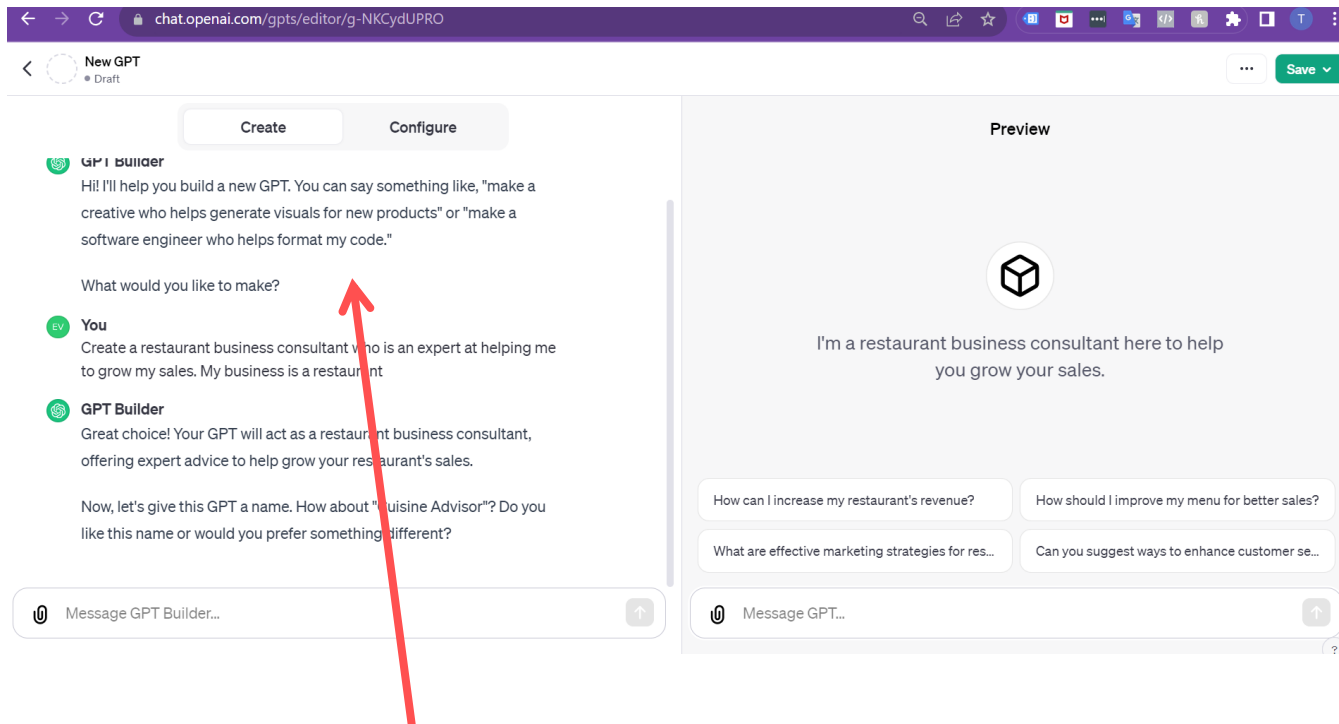 chat.openai.com/gpts/editor/g-NKCydUPRO
T
New GPT
Draft
...
Save
Create
Configure
Preview
GPT Builder
Hi! I'll help you build a new GPT. You can say something like, "make a
creative who helps generate visuals for new products" or "make a
software engineer who helps format my code."
What would you like to make?
EV
You
Create a restaurant business consultant who is an expert at helping me
to grow my sales. My business is a restaurant
GPT Builder
Great choice! Your GPT will act as a restaurant business consultant,
offering expert advice to help grow your restaurant's sales.
Now, let's give this GPT a name. How about "Cuisine Advisor"? Do you
like this name or would you prefer something different?
Message GPT Builder...
I'm a restaurant business consultant here to help
you grow your sales.
How can I increase my restaurant's revenue?
How should I improve my menu for better sales?
What are effective marketing strategies for res...
Can you suggest ways to enhance customer se...
Message GPT...
?